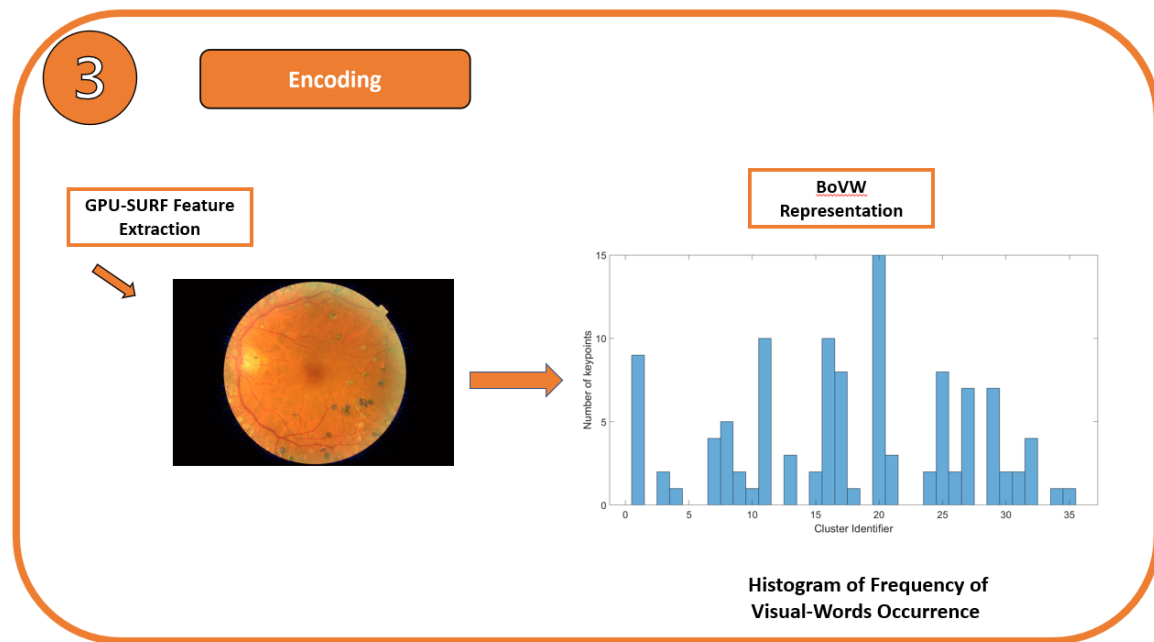 3
Encoding
GPU-SURF Feature
Extraction
BoVW
Representation
15
10
5
0
Number of keypoints
0 5 10 15 20 25 30 35
Cluster Identifier
Histogram of Frequency of
Visual-Words Occurrence